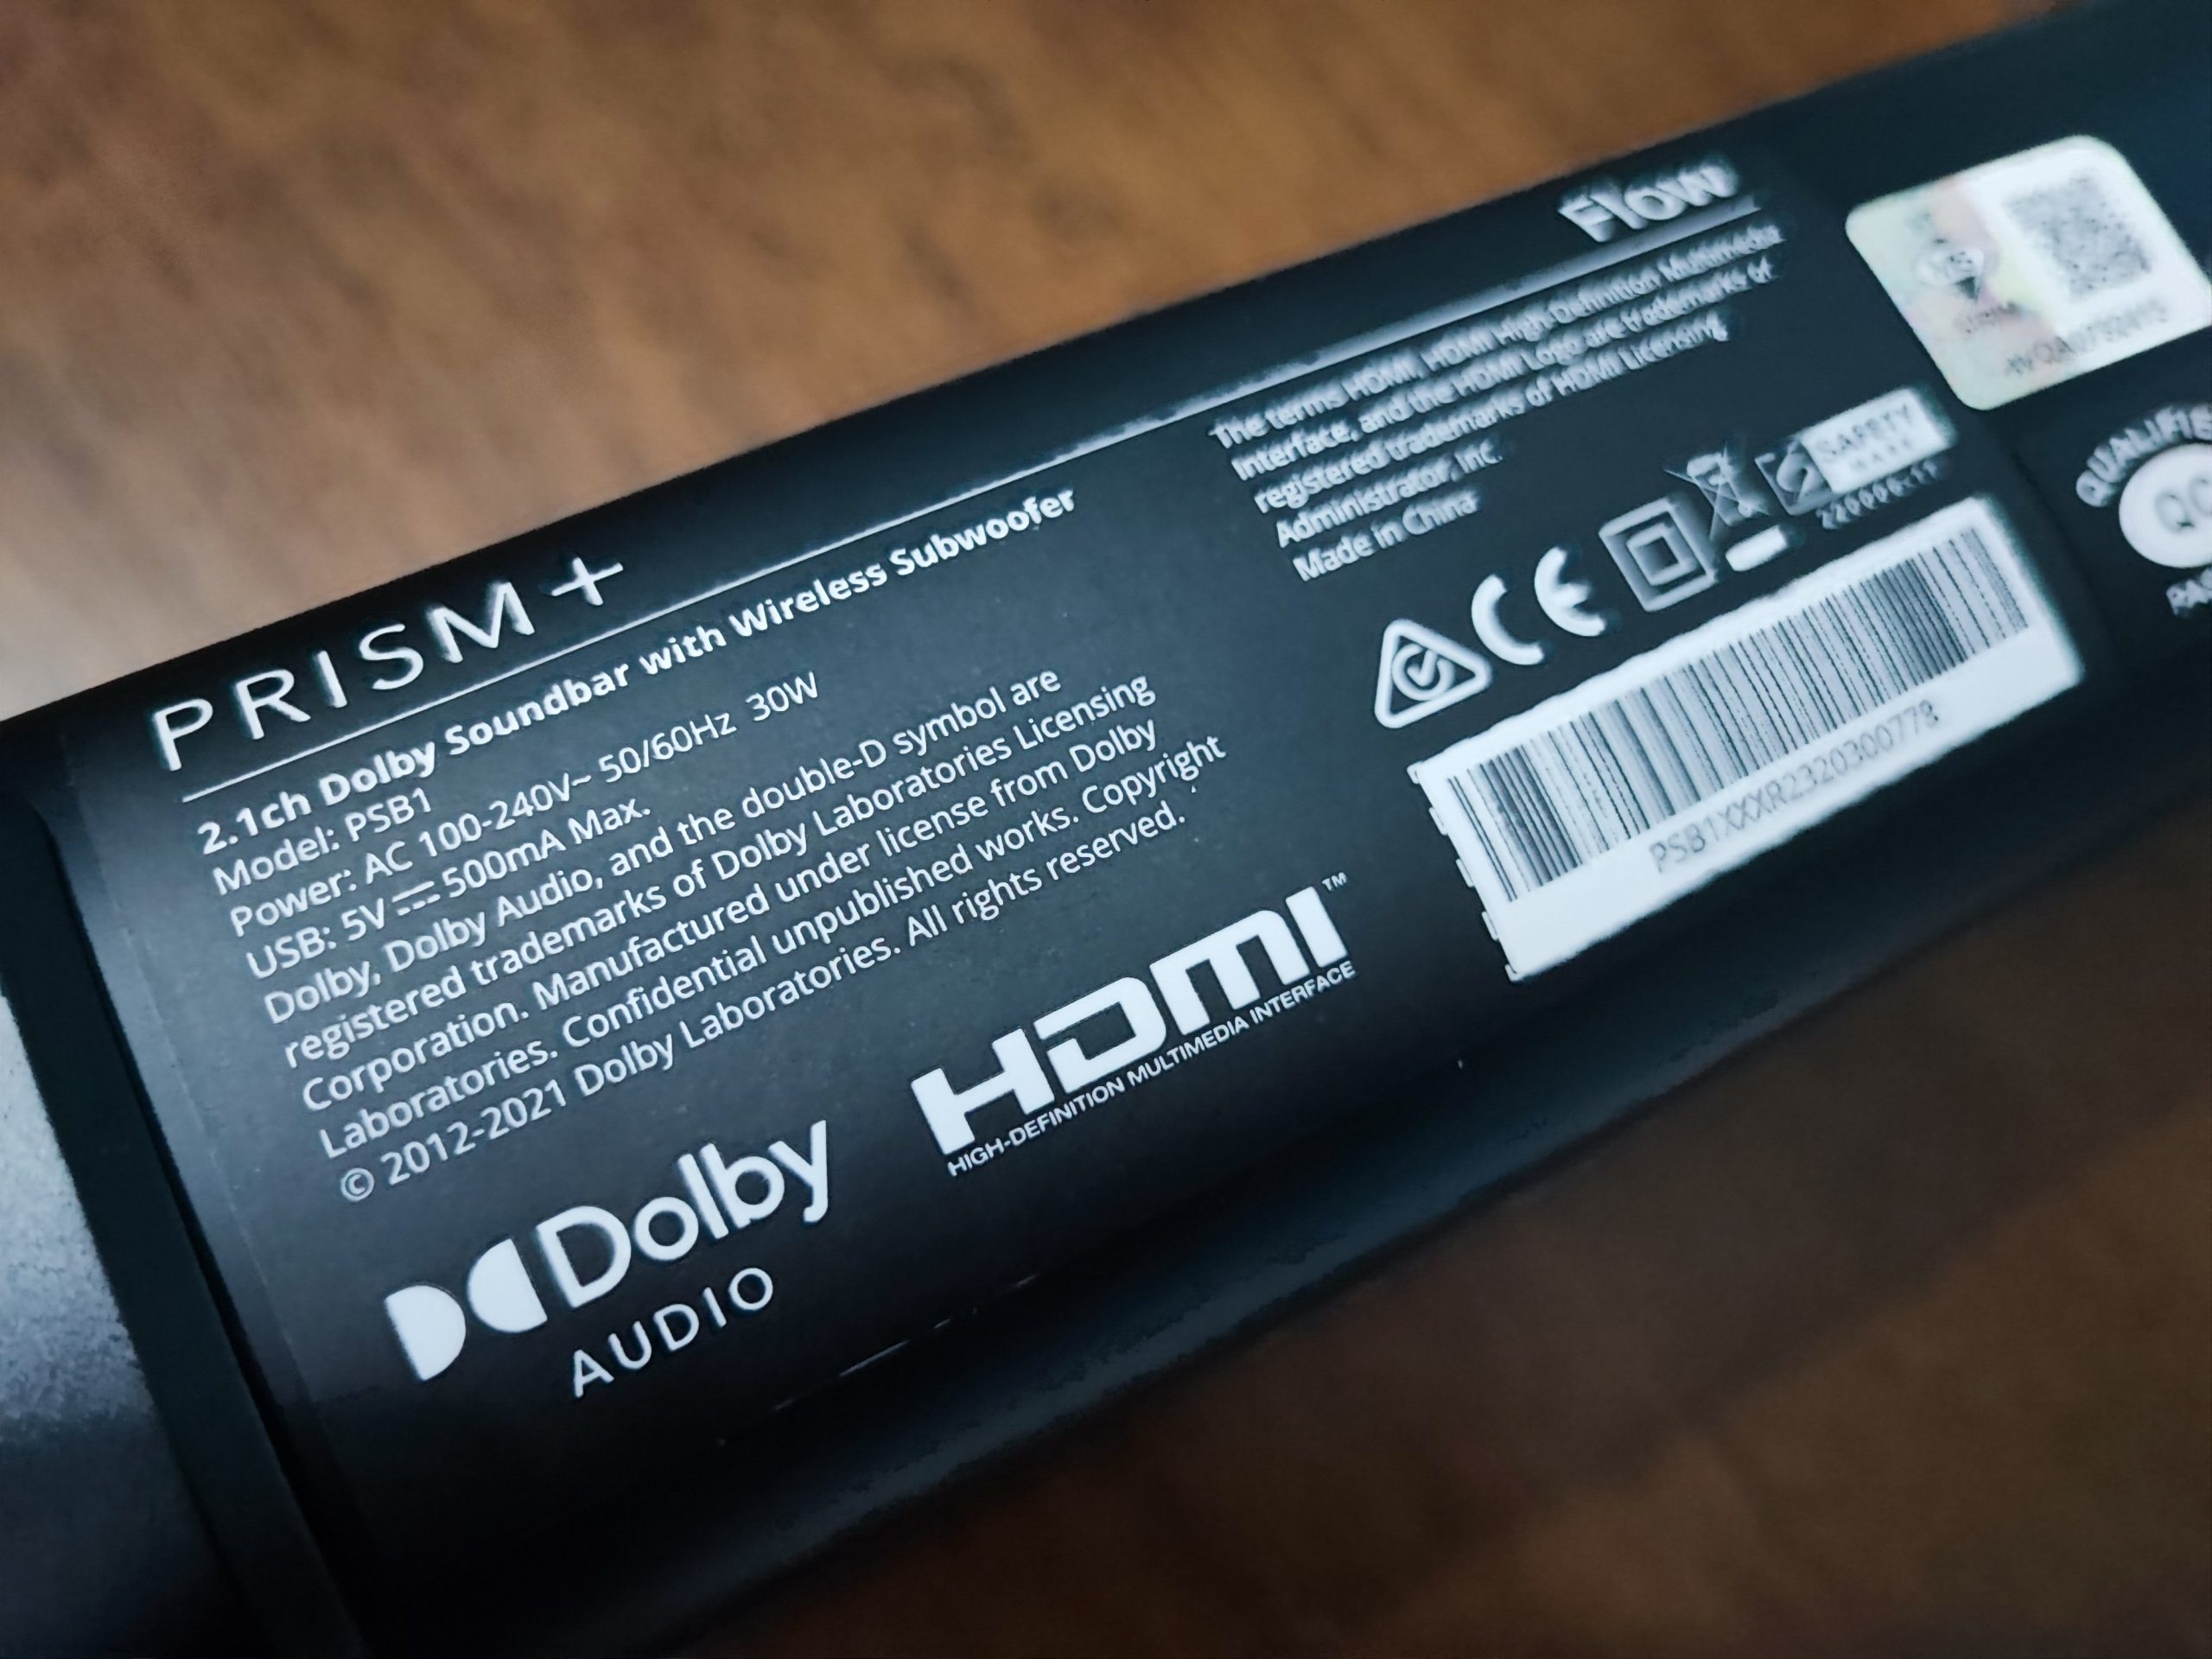 PRISM+
Flow
2.1ch Dolby Soundbar with Wireless Subwoofer
Model: PSB1
Power: AC 100-240V~ 50/60Hz 30W
USB: 5V ⎓ 500mA Max.
Dolby, Dolby Audio, and the double-D symbol are
registered trademarks of Dolby Laboratories Licensing
Corporation. Manufactured under license from Dolby
Laboratories. Confidential unpublished works. Copyright
© 2012-2021 Dolby Laboratories. All rights reserved.
Dolby
AUDIO
HDMI™
HIGH-DEFINITION MULTIMEDIA INTERFACE
The terms HDMI, HDMI High-Definition Multimedia
Interface, and the HDMI Logo are trademarks or
registered trademarks of HDMI Licensing
Administrator, Inc.
Made in China
CE
SAFETY
MARK
PSB1XXXR2320300778
QC